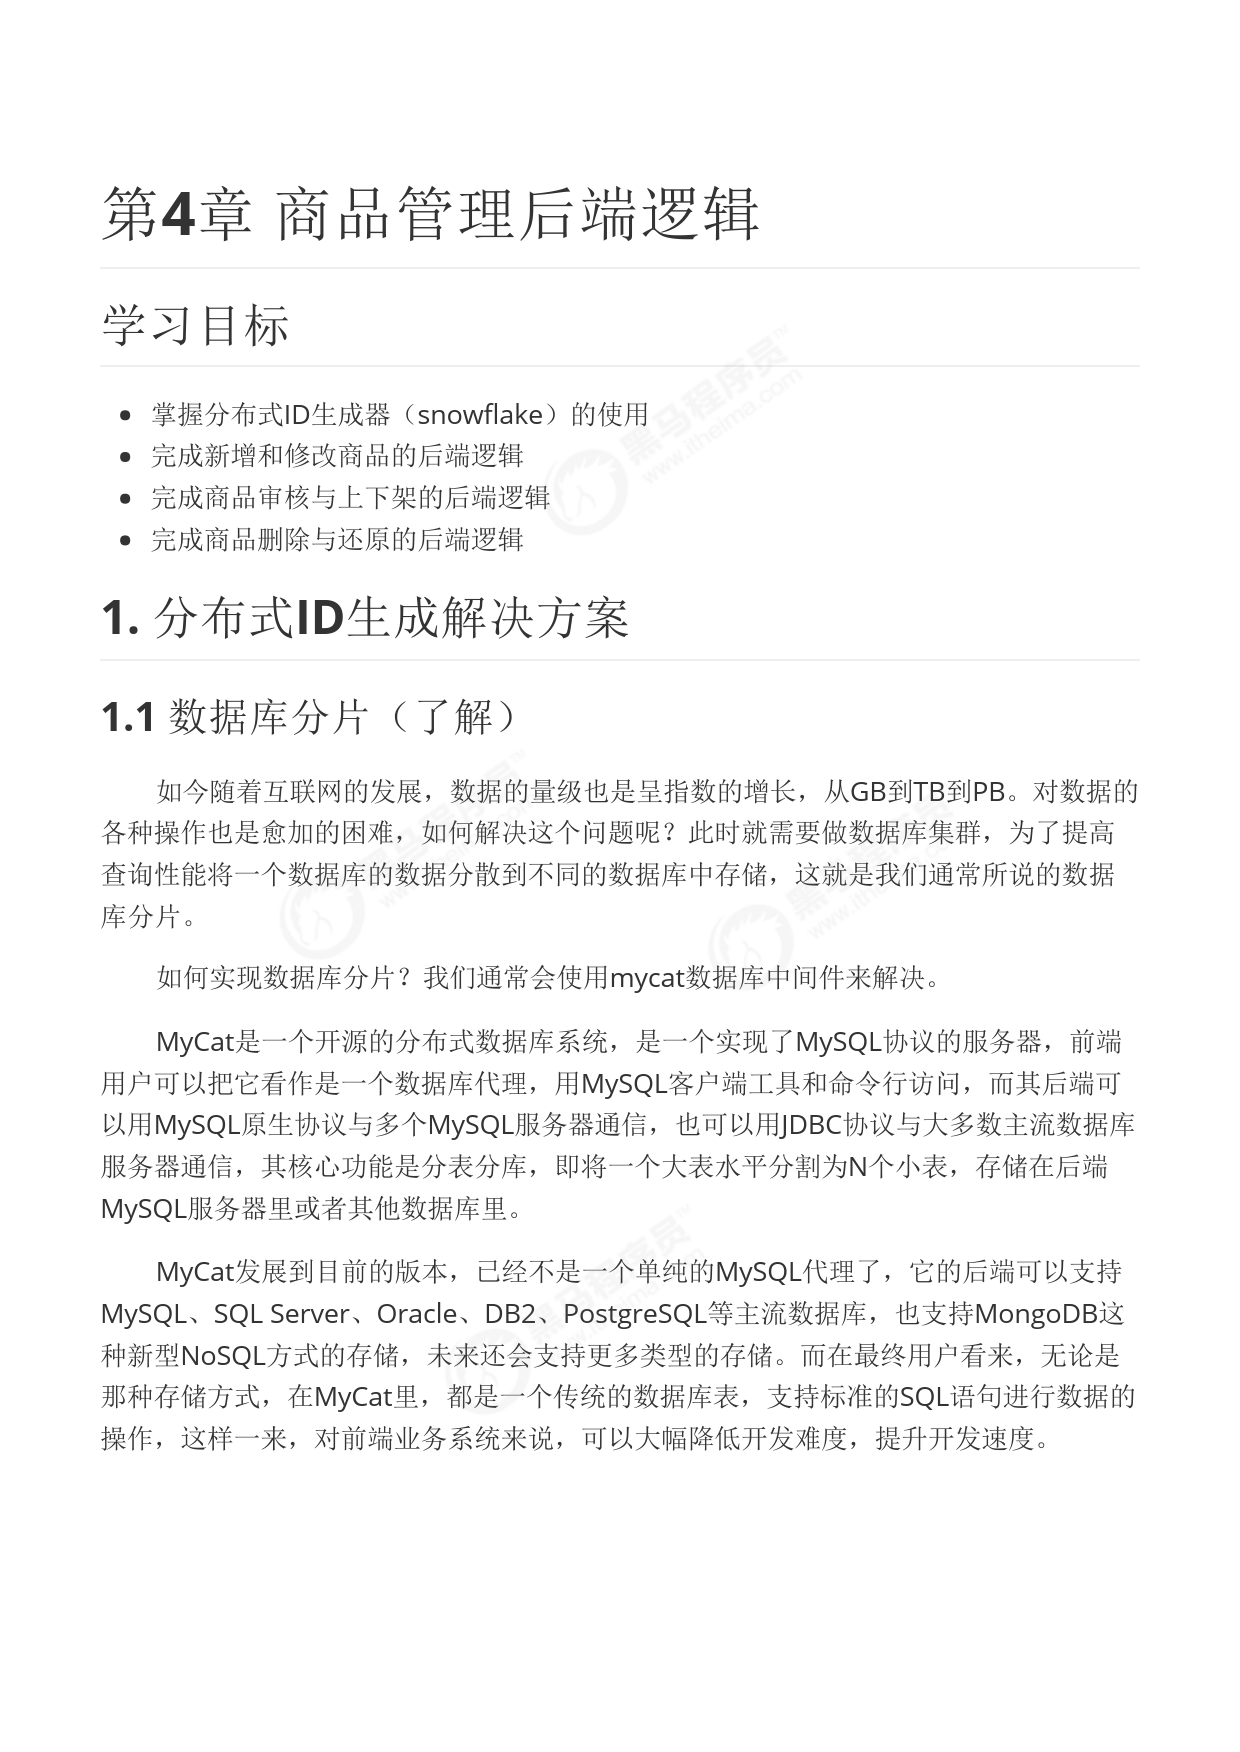 第4章 商品管理后端逻辑
学习目标
掌握分布式ID生成器（snowflake）的使用
完成新增和修改商品的后端逻辑
完成商品审核与上下架的后端逻辑
完成商品删除与还原的后端逻辑
1. 分布式ID生成解决方案
1.1 数据库分片（了解）
如今随着互联网的发展，数据的量级也是呈指数的增长，从GB到TB到PB。对数据的
各种操作也是愈加的困难，如何解决这个问题呢？此时就需要做数据库集群，为了提高
查询性能将一个数据库的数据分散到不同的数据库中存储，这就是我们通常所说的数据
库分片。
如何实现数据库分片？我们通常会使用mycat数据库中间件来解决。
MyCat是一个开源的分布式数据库系统，是一个实现了MySQL协议的服务器，前端
用户可以把它看作是一个数据库代理，用MySQL客户端工具和命令行访问，而其后端可
以用MySQL原生协议与多个MySQL服务器通信，也可以用JDBC协议与大多数主流数据库
服务器通信，其核心功能是分表分库，即将一个大表水平分割为N个小表，存储在后端
MySQL服务器里或者其他数据库里。
MyCat发展到目前的版本，已经不是一个单纯的MySQL代理了，它的后端可以支持
MySQL、SQL Server、Oracle、DB2、PostgreSQL等主流数据库，也支持MongoDB这
种新型NoSQL方式的存储，未来还会支持更多类型的存储。而在最终用户看来，无论是
那种存储方式，在MyCat里，都是一个传统的数据库表，支持标准的SQL语句进行数据的
操作，这样一来，对前端业务系统来说，可以大幅降低开发难度，提升开发速度。
黑马程序员™
www.itheima.com